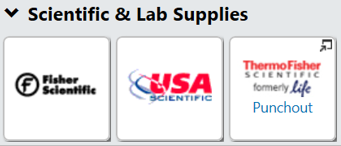 Scientific & Lab Supplies
Fisher
Scientific
USA
SCIENTIFIC
ThermoFisher
SCIENTIFIC
formerly life
Punchout